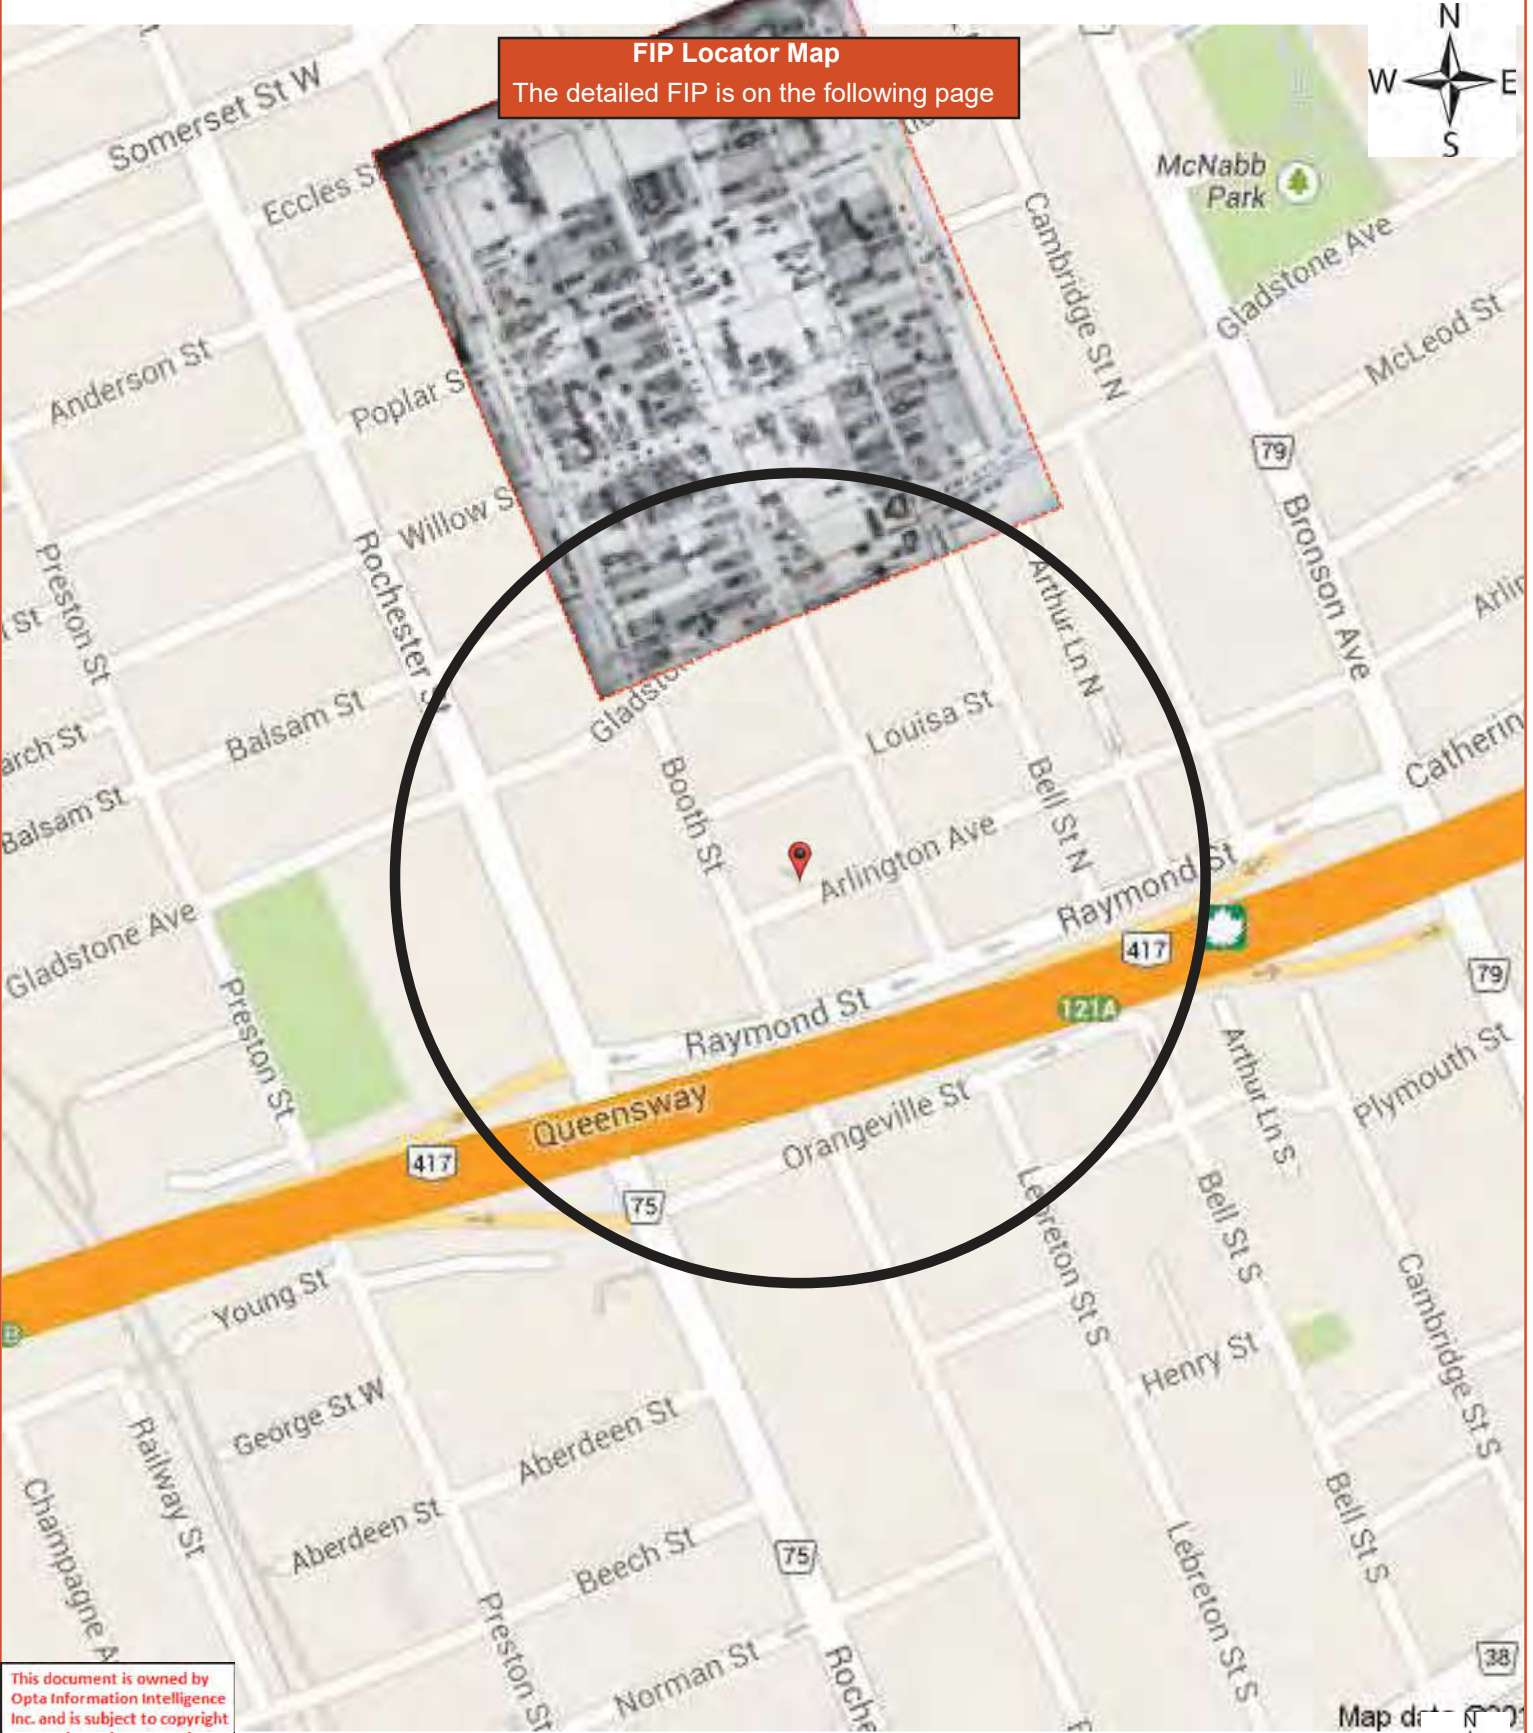 FIP Locator Map
The detailed FIP is on the following page
N
W
E
S
Somerset St W
Eccles S
McNabb
Park
Cambridge St N
Gladstone Ave
McLeod St
Anderson St
Poplar S
79
Willow S
Bronson Ave
Preston St
Rochester St
Arthur Ln N
St
Balsam St
Louisa St
Booth St
Bell St N
Balsam St
Arlington Ave
Raymond St
Gladstone Ave
417
79
Preston St
121A
Raymond St
Arthur Ln S
Plymouth St
Queensway
Orangeville St
417
75
Lebreton St S
Bell St S
Cambridge St S
Young St
Henry St
George St W
Aberdeen St
Railway St
Champagne A
Aberdeen St
Beech St
75
Bell St S
Lebreton St S
Preston St
Norman St
Roche
38
This document is owned by
Opta Information Intelligence
Inc. and is subject to copyright
Map data
N